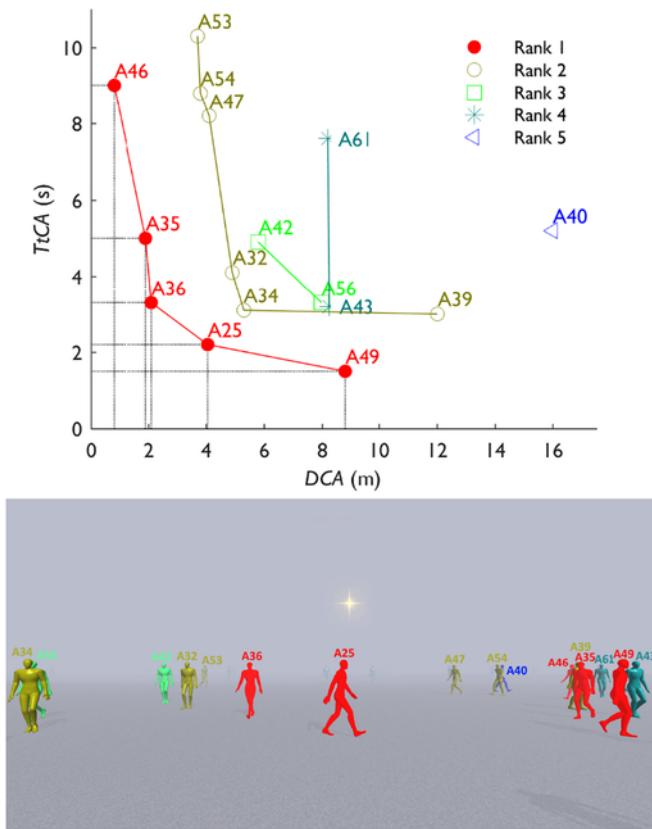 A53
10
A46
A54
A47
Rank 1
Rank 2
Rank 3
Rank 4
Rank 5
8
A61
TtCA (s)
6
A35
A42
A40
A32
4
A36
A34
A56
A43
A39
A25
2
A49
0
0 2 4 6 8 10 12 14 16
DCA (m)
A34 A32 A53 A36 A25 A47 A54 A40 A46 A39 A35 A61 A49